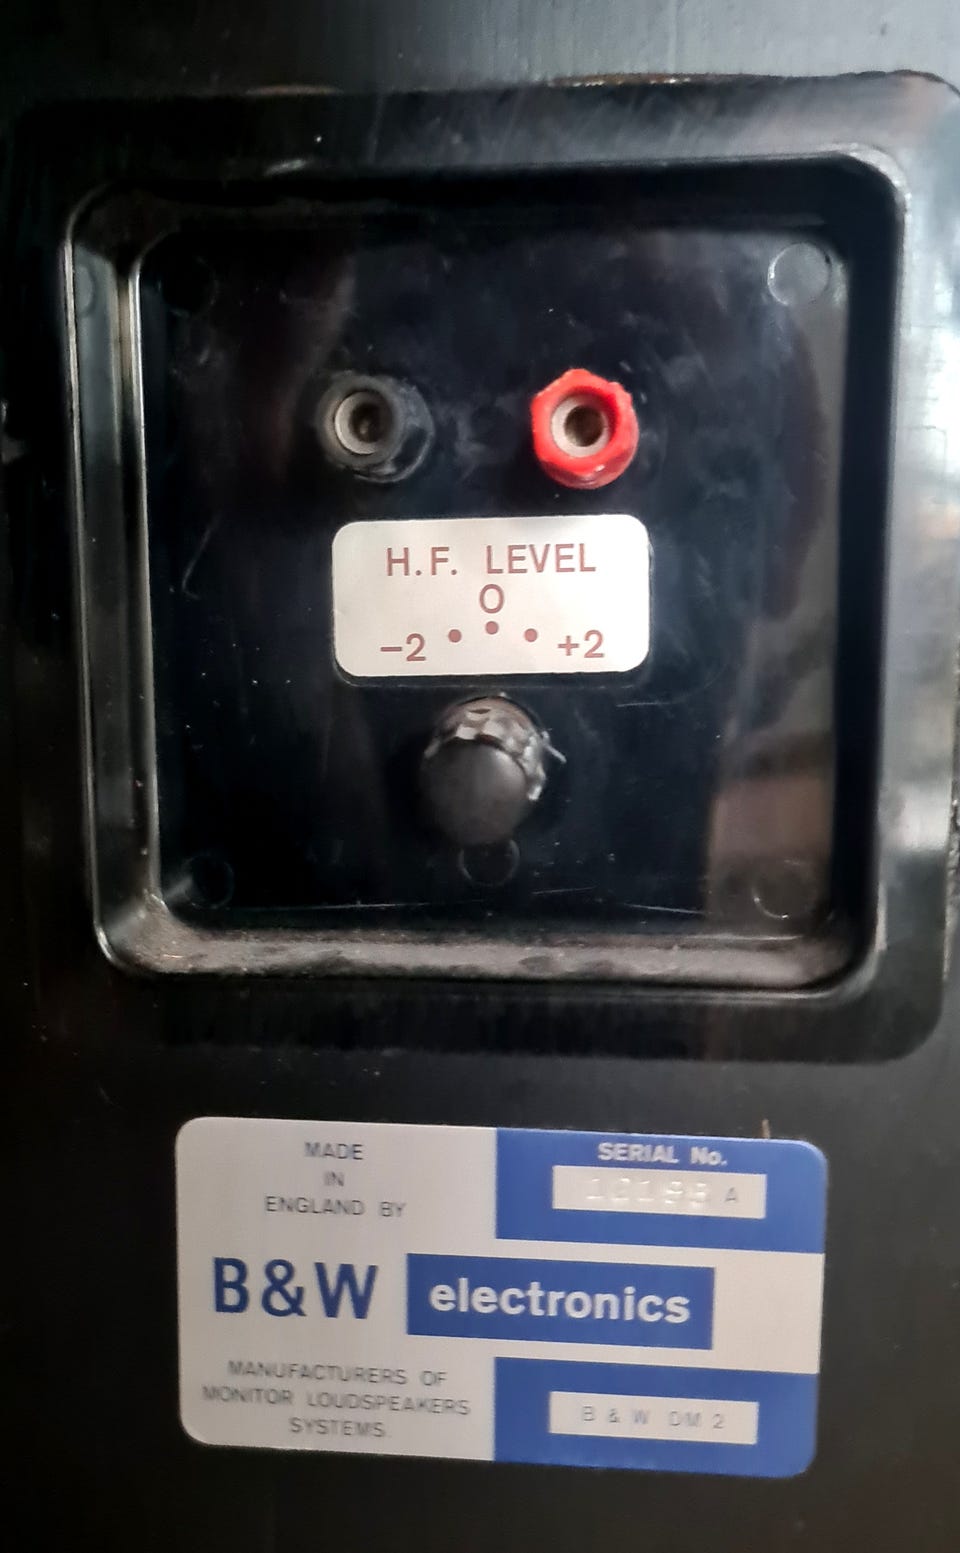 H.F. LEVEL
0
-2 • • • +2
MADE
IN
ENGLAND BY
SERIAL No.
A
B&W electronics
MANUFACTURERS OF
MONITOR LOUDSPEAKERS
SYSTEMS
B & W DM 2